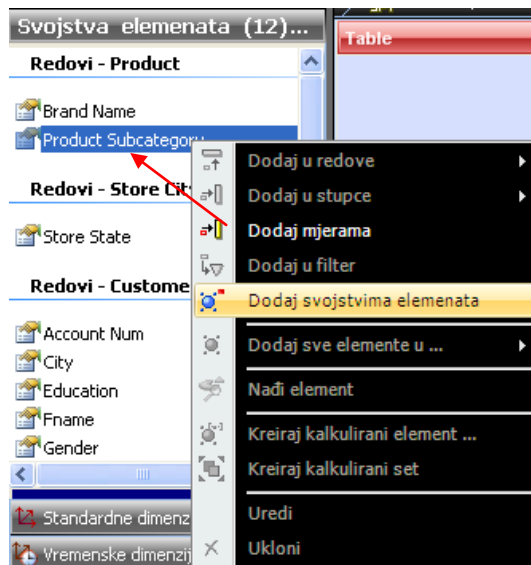 Svojstva elemenata (12)...
Table
Redovi - Product
Brand Name
Product Subcategory
Redovi - Store Cit
Store State
Redovi - Custome
Account Num
City
Education
Fname
Gender
Standardne dimenz
Vremenske dimenzij
Dodaj u redove
Dodaj u stupce
Dodaj mjerama
Dodaj u filter
Dodaj svojstvima elemenata
Dodaj sve elemente u ...
Nađi element
Kreiraj kalkulirani element ...
Kreiraj kalkulirani set
Uredi
Ukloni